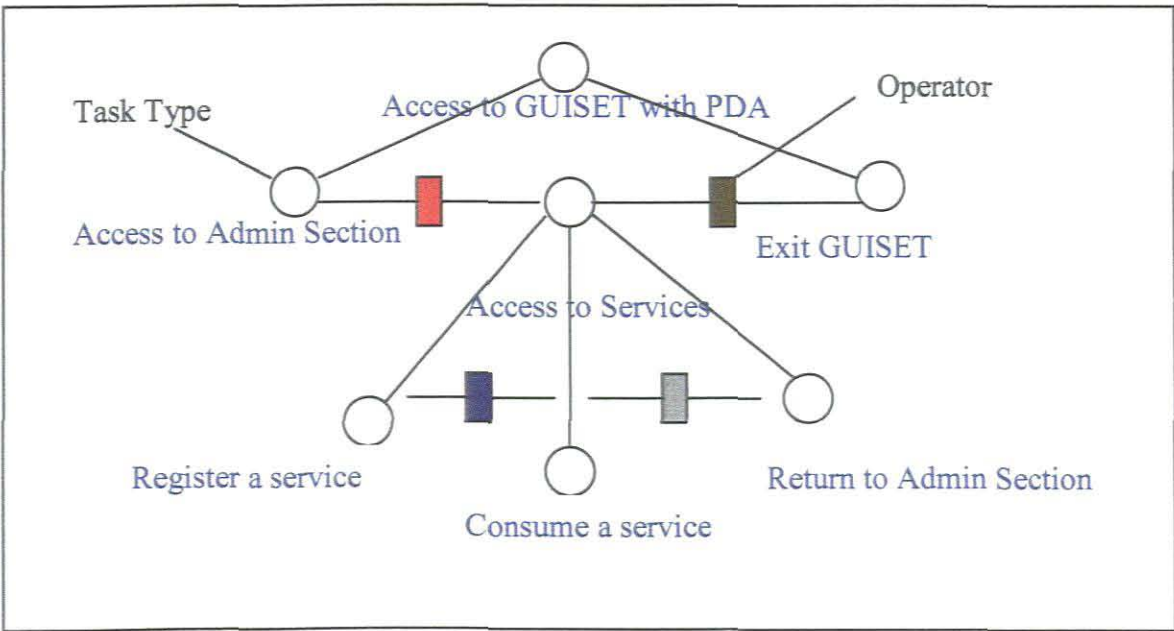 Operator
Task Type
Access to GUISET with PDA
Access to Admin Section
Exit GUISET
Access to Services
Register a service
Return to Admin Section
Consume a service